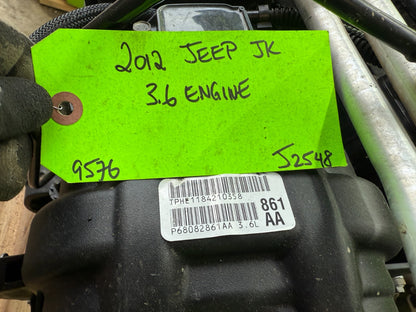 2012 JEEP JK
3.6 ENGINE
9576
J2548
TPHE1184210358
861
AA
P68082861AA 3.6L